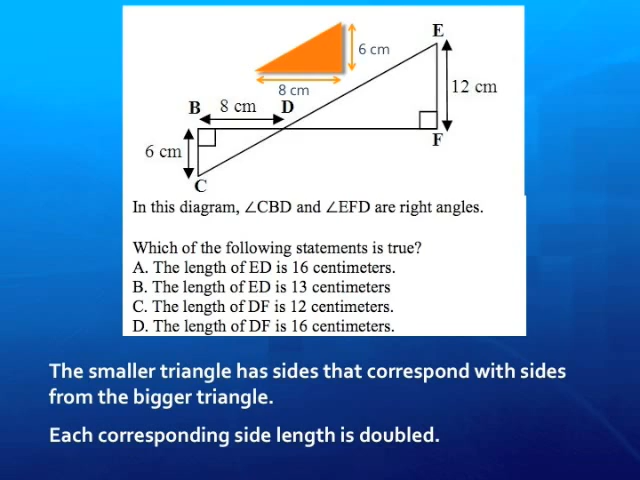 E
6 cm
12 cm
8 cm
B 8 cm D
F
6 cm
C
In this diagram, ∠CBD and ∠EFD are right angles.
Which of the following statements is true?
A. The length of ED is 16 centimeters.
B. The length of ED is 13 centimeters
C. The length of DF is 12 centimeters.
D. The length of DF is 16 centimeters.
The smaller triangle has sides that correspond with sides
from the bigger triangle.
Each corresponding side length is doubled.